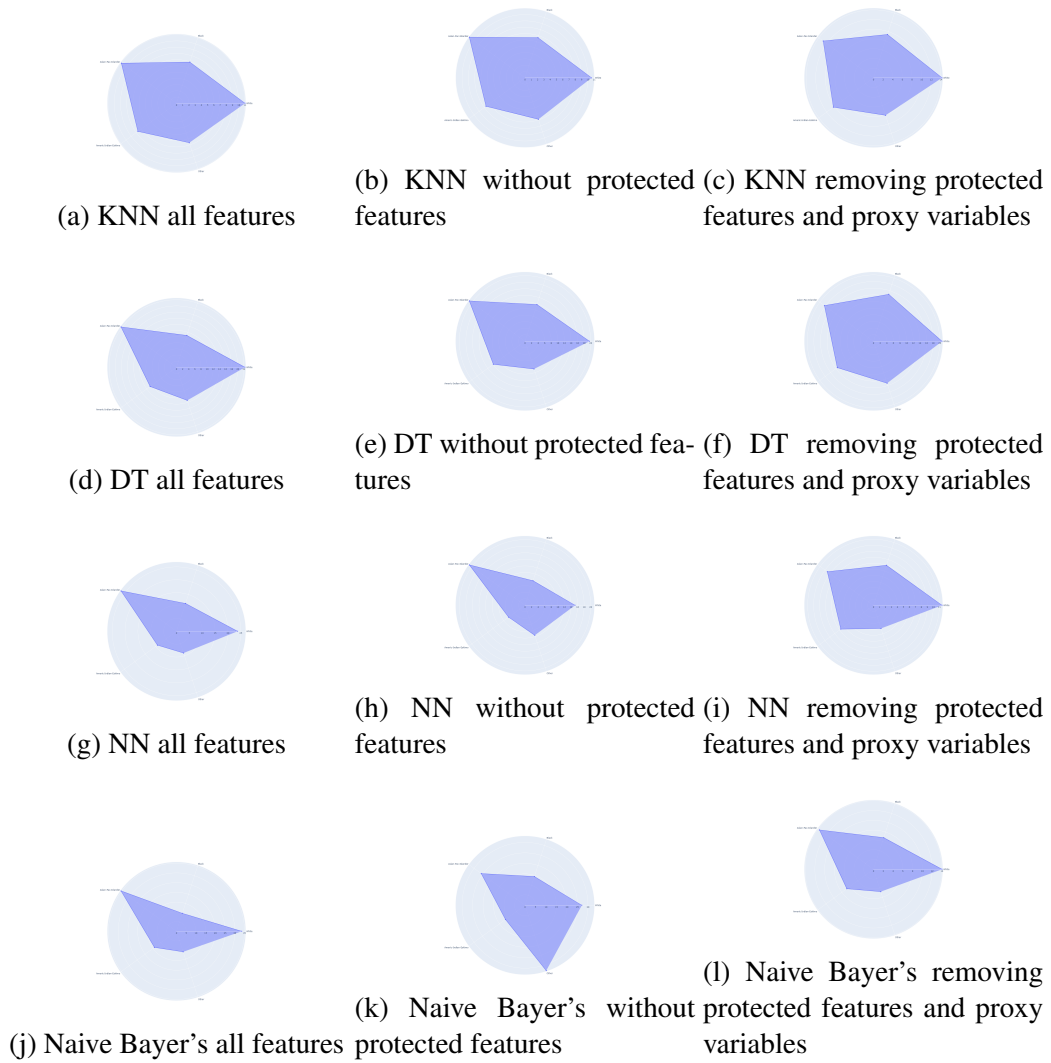 (a) KNN all features
(b) KNN without protected
features
(c) KNN removing protected
features and proxy variables
(d) DT all features
(e) DT without protected fea-
tures
(f) DT removing protected
features and proxy variables
(g) NN all features
(h) NN without protected
features
(i) NN removing protected
features and proxy variables
(j) Naive Bayer's all features
(k) Naive Bayer's without
protected features
(l) Naive Bayer's removing
protected features and proxy
variables